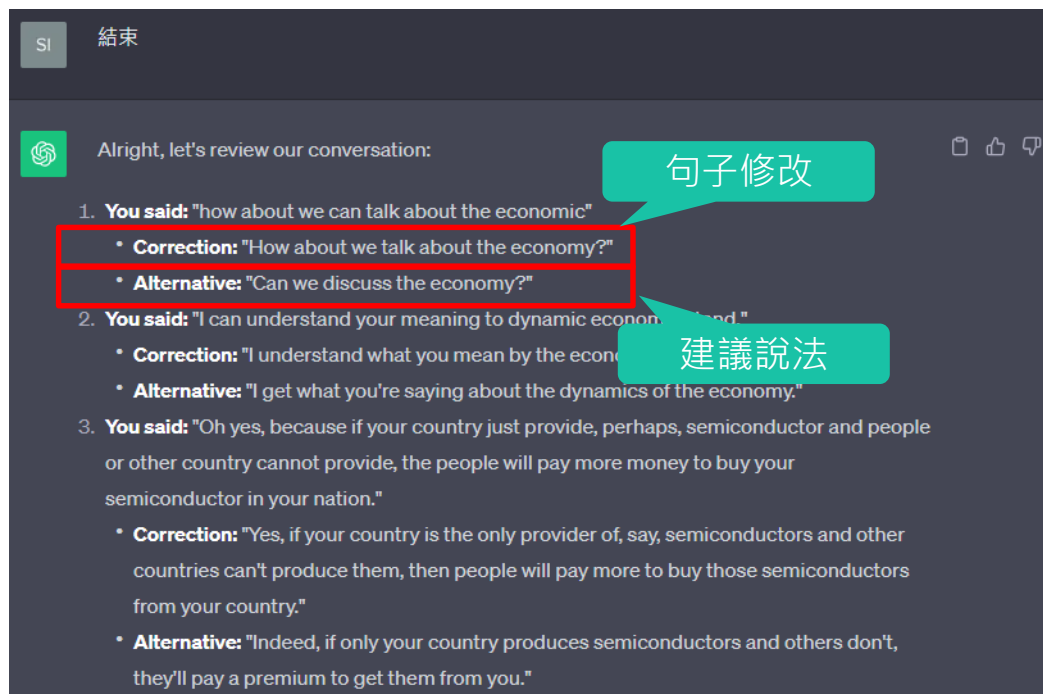 SI
結束
Alright, let's review our conversation:
句子修改
1. You said: "how about we can talk about the economic"
• Correction: "How about we talk about the economy?"
• Alternative: "Can we discuss the economy?"
2. You said: "I can understand your meaning to dynamic
建議說法
• Correction: "I understand what you mean by the
• Alternative: "I get what you're saying about the dynamics of the economy."
3. You said: "Oh yes, because if your country just provide, perhaps, semiconductor and people
or other country cannot provide, the people will pay more money to buy your
semiconductor in your nation."
• Correction: "Yes, if your country is the only provider of, say, semiconductors and other
countries can't produce them, then people will pay more to buy those semiconductors
from your country."
• Alternative: "Indeed, if only your country produces semiconductors and others don't,
they'll pay a premium to get them from you."